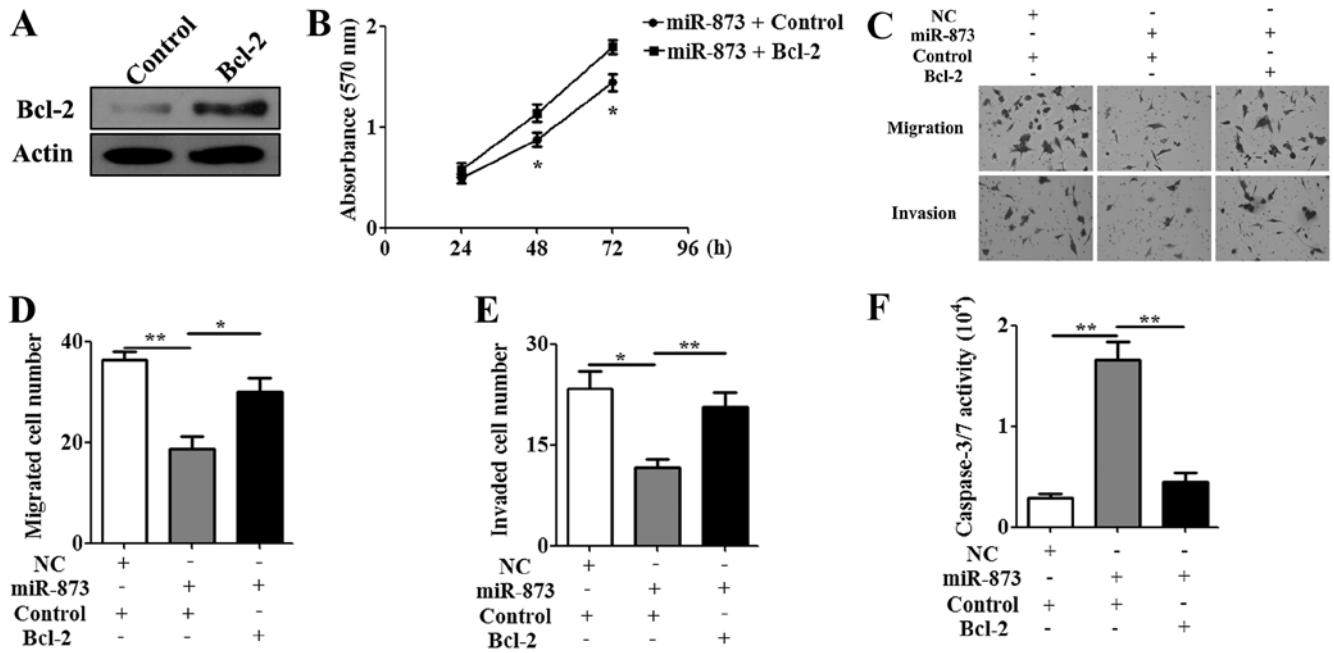 A
Control
Bcl-2
Bcl-2
Actin
B
Absorbance (570 nm)
2
1
0
0
24
48
72
96 (h)
miR-873 + Control
miR-873 + Bcl-2
*
*
C
NC + - -
miR-873 - + +
Control + + -
Bcl-2 - - +
Migration
Invasion
D
Migrated cell number
40
20
0
** *
NC + - -
miR-873 - + +
Control + + -
Bcl-2 - - +
E
Invaded cell number
30
15
0
* **
NC + - -
miR-873 - + +
Control + + -
Bcl-2 - - +
F
Caspase-3/7 activity (10⁴)
2
1
0
** **
NC + - -
miR-873 - + +
Control + + -
Bcl-2 - - +